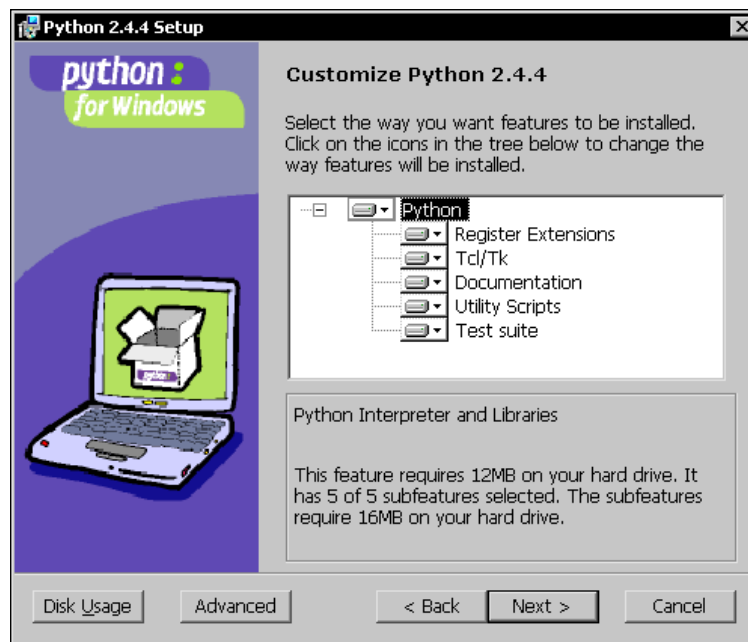 Python 2.4.4 Setup
python
for Windows
Customize Python 2.4.4
Select the way you want features to be installed.
Click on the icons in the tree below to change the
way features will be installed.
Python
Register Extensions
Tcl/Tk
Documentation
Utility Scripts
Test suite
Python Interpreter and Libraries
This feature requires 12MB on your hard drive. It
has 5 of 5 subfeatures selected. The subfeatures
require 16MB on your hard drive.
Disk Usage
Advanced
< Back
Next >
Cancel